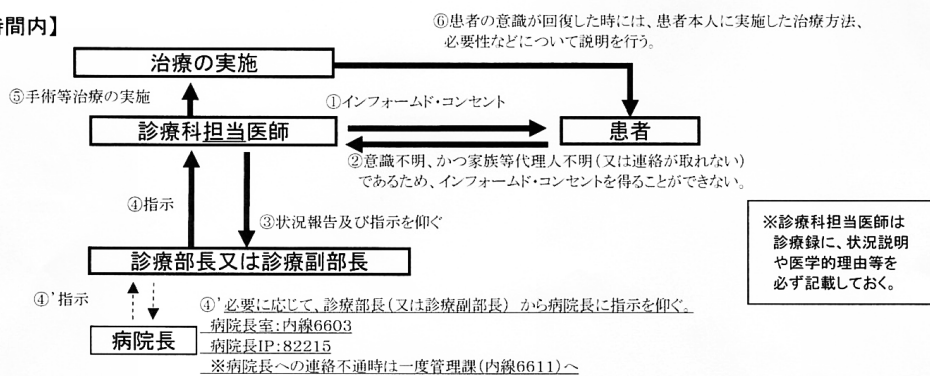 間内】
⑥患者の意識が回復した時には、患者本人に実施した治療方法、
必要性などについて説明を行う。
治療の実施
⑤手術等治療の実施
①インフォームド・コンセント
診療科担当医師
患者
②意識不明、かつ家族等代理人不明(又は連絡が取れない)
であるため、インフォームド・コンセントを得ることができない。
④指示
③状況報告及び指示を仰ぐ
※診療科担当医師は
診療録に、状況説明
や医学的理由等を
必ず記載しておく。
診療部長又は診療副部長
④'指示
④'必要に応じて、診療部長(又は診療副部長) から病院長に指示を仰ぐ。
病院長室:内線6603
病院長
病院長IP:82215
※病院長への連絡不通時は一度管理課(内線6611)へ